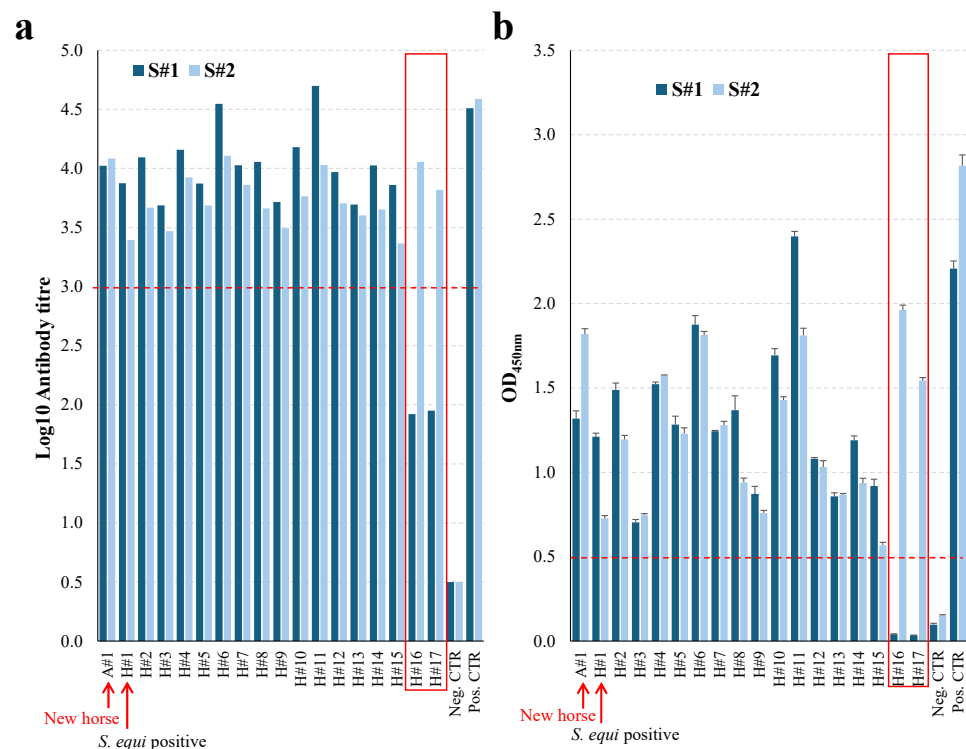 a
Log10 Antibody titre
S#1 S#2
5.0
4.5
4.0
3.5
3.0
2.5
2.0
1.5
1.0
0.5
0.0
A#1
H#1
H#2
H#3
H#4
H#5
H#6
H#7
H#8
H#9
H#10
H#11
H#12
H#13
H#14
H#15
H#16
H#17
Neg. CTR
Pos. CTR
New horse
S. equi positive
b
OD450nm
S#1 S#2
3.5
3.0
2.5
2.0
1.5
1.0
0.5
0.0
A#1
H#1
H#2
H#3
H#4
H#5
H#6
H#7
H#8
H#9
H#10
H#11
H#12
H#13
H#14
H#15
H#16
H#17
Neg. CTR
Pos. CTR
New horse
S. equi positive